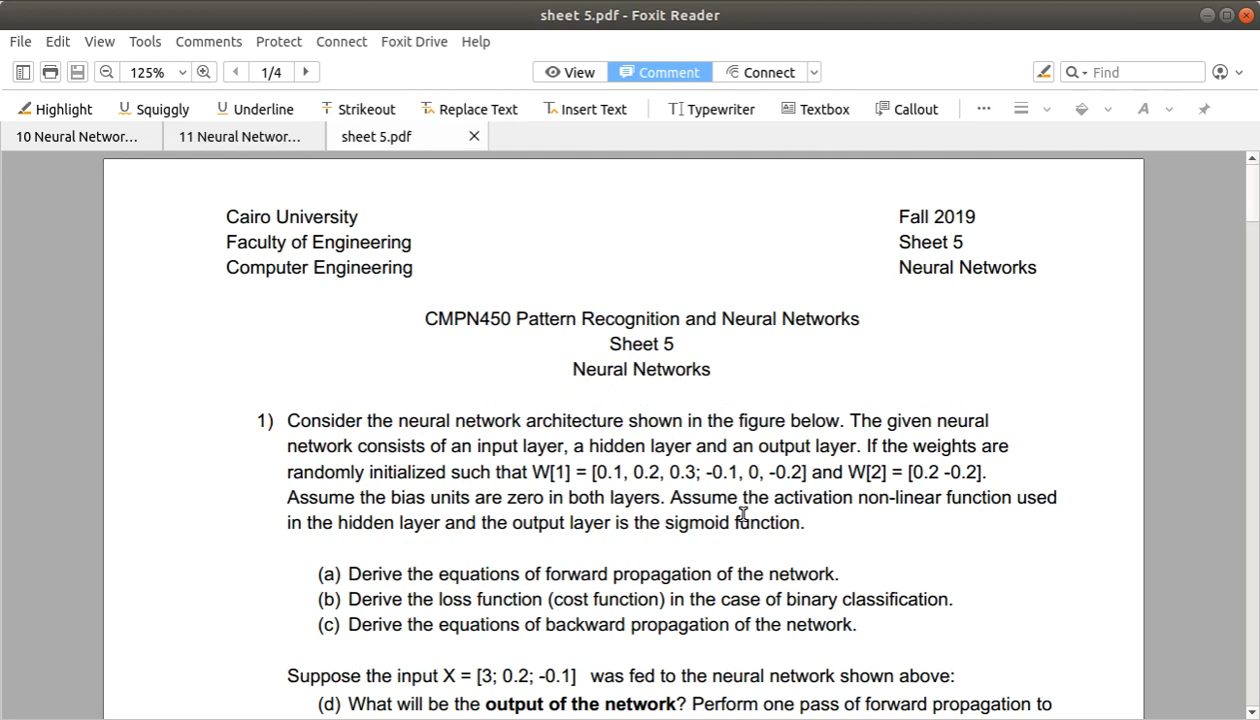 sheet 5.pdf - Foxit Reader
File Edit View Tools Comments Protect Connect Foxit Drive Help
125% 1/4 View Comment Connect Find
Highlight Squiggly Underline Strikeout Replace Text Insert Text Typewriter Textbox Callout
10 Neural Networ... 11 Neural Networ... sheet 5.pdf
Cairo University Fall 2019
Faculty of Engineering Sheet 5
Computer Engineering Neural Networks
CMPN450 Pattern Recognition and Neural Networks
Sheet 5
Neural Networks
1) Consider the neural network architecture shown in the figure below. The given neural
network consists of an input layer, a hidden layer and an output layer. If the weights are
randomly initialized such that W[1] = [0.1, 0.2, 0.3; -0.1, 0, -0.2] and W[2] = [0.2 -0.2].
Assume the bias units are zero in both layers. Assume the activation non-linear function used
in the hidden layer and the output layer is the sigmoid function.
(a) Derive the equations of forward propagation of the network.
(b) Derive the loss function (cost function) in the case of binary classification.
(c) Derive the equations of backward propagation of the network.
Suppose the input X = [3; 0.2; -0.1] was fed to the neural network shown above:
(d) What will be the output of the network? Perform one pass of forward propagation to